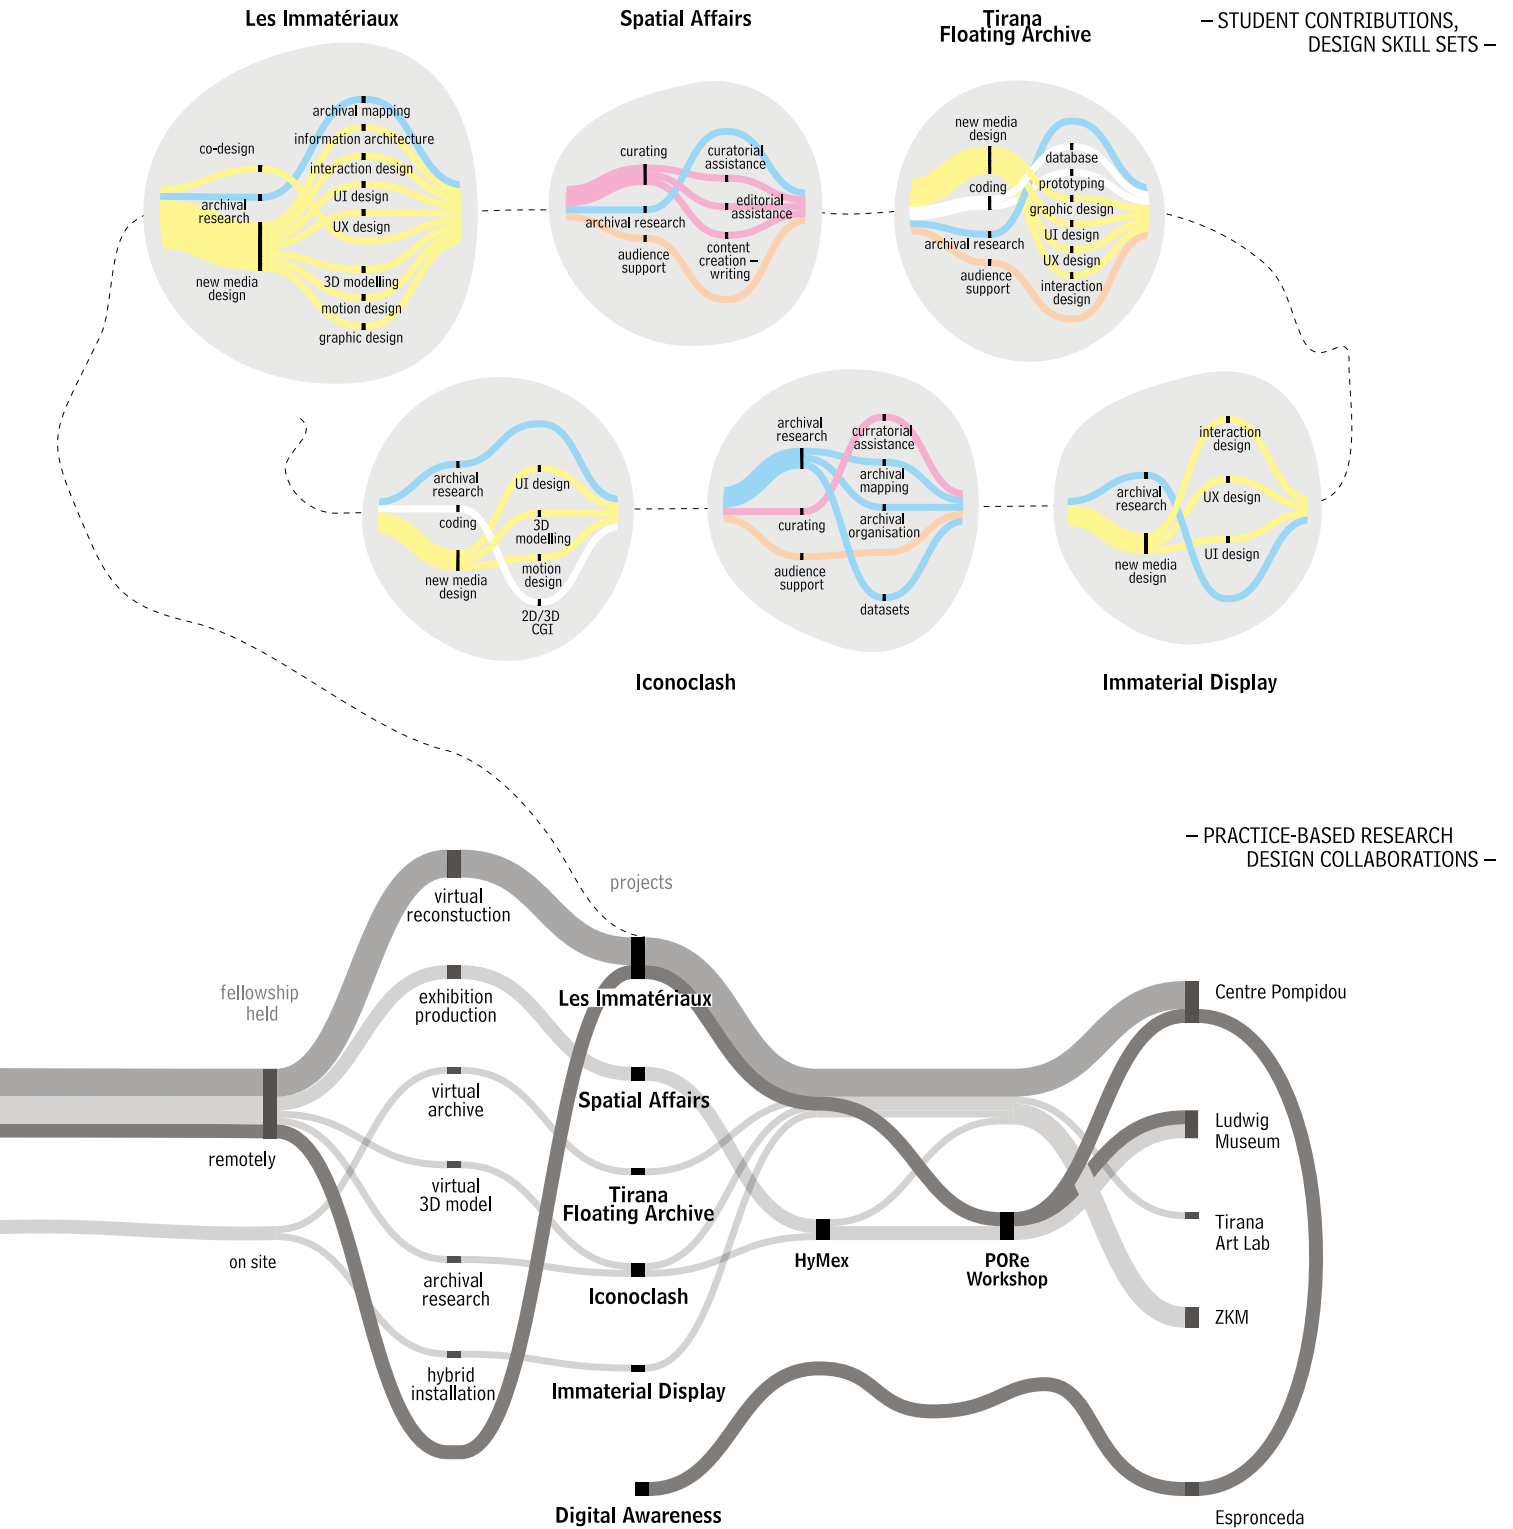 Les Immatériaux
Spatial Affairs
Tirana
Floating Archive
– STUDENT CONTRIBUTIONS,
DESIGN SKILL SETS –
co-design
archival
research
new media
design
archival mapping
information architecture
interaction design
UI design
UX design
3D modelling
motion design
graphic design
curating
archival research
audience
support
curatorial
assistance
editorial
assistance
content
creation –
writing
new media
design
coding
archival research
audience
support
database
prototyping
graphic design
UI design
UX design
interaction
design
archival
research
coding
new media
design
UI design
3D
modelling
motion
design
2D/3D
CGI
archival
research
curating
audience
support
curratorial
assistance
archival
mapping
archival
organisation
datasets
archival
research
new media
design
interaction
design
UX design
UI design
Iconoclash
Immaterial Display
– PRACTICE-BASED RESEARCH
DESIGN COLLABORATIONS –
fellowship
held
remotely
on site
virtual
reconstuction
exhibition
production
virtual
archive
virtual
3D model
archival
research
hybrid
installation
projects
Les Immatériaux
Spatial Affairs
Tirana
Floating Archive
Iconoclash
Immaterial Display
Digital Awareness
HyMex
PORe
Workshop
Centre Pompidou
Ludwig
Museum
Tirana
Art Lab
ZKM
Espronceda